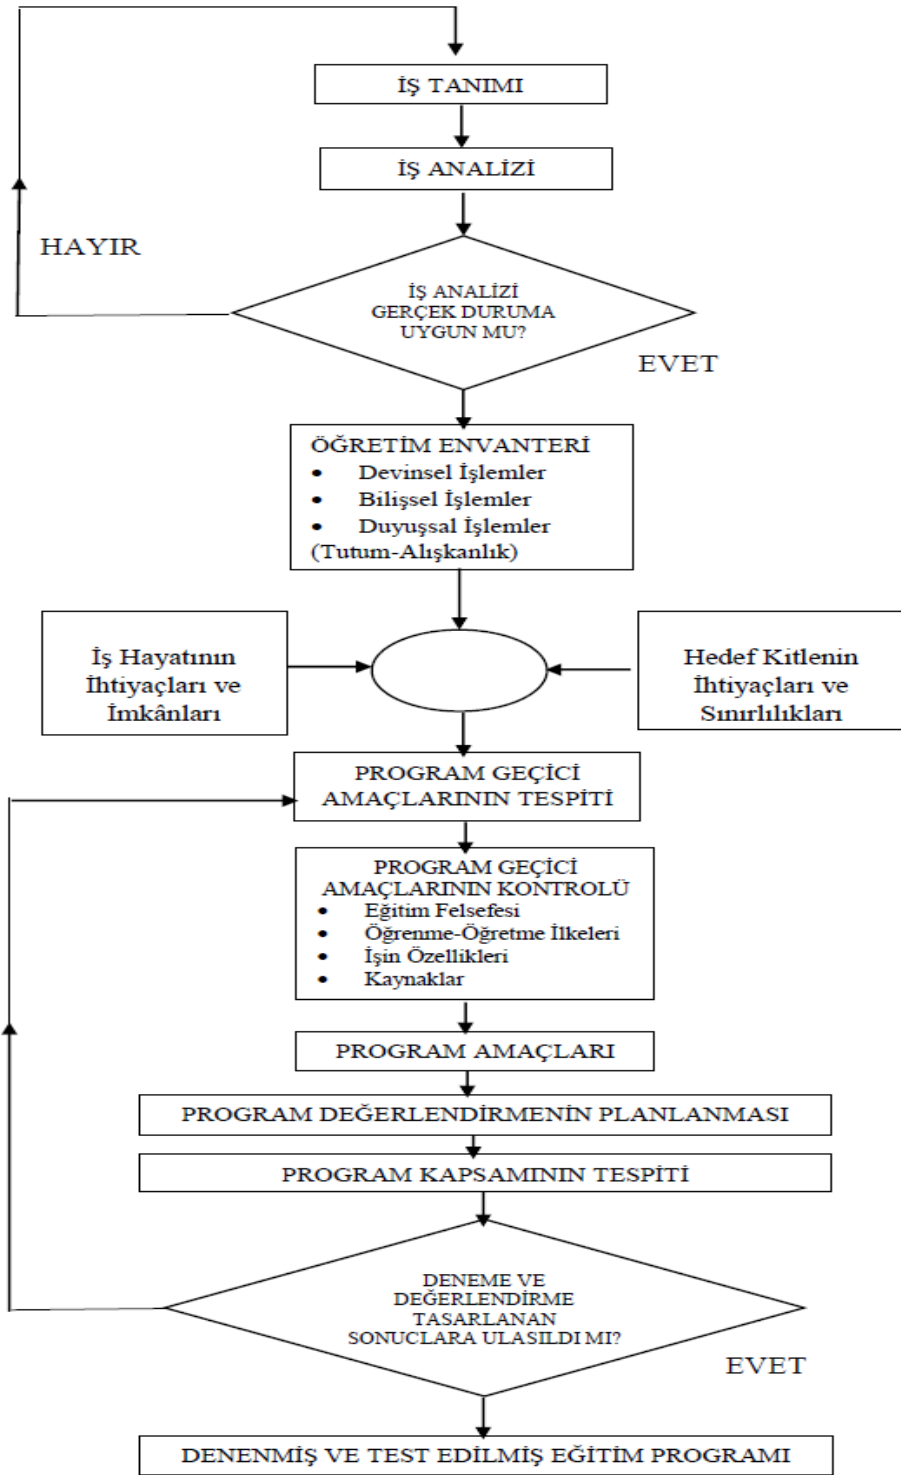 İŞ TANIMI
İŞ ANALİZİ
HAYIR
İŞ ANALİZİ
GERÇEK DURUMA
UYGUN MU?
EVET
ÖĞRETİM ENVANTERİ
• Devinsel İşlemler
• Bilişsel İşlemler
• Duyuşsal İşlemler
(Tutum-Alışkanlık)
İş Hayatının
İhtiyaçları ve
İmkânları
Hedef Kitlenin
İhtiyaçları ve
Sınırlılıkları
PROGRAM GEÇİCİ
AMAÇLARININ TESPİTİ
PROGRAM GEÇİCİ
AMAÇLARININ KONTROLÜ
• Eğitim Felsefesi
• Öğrenme-Öğretme İlkeleri
• İşin Özellikleri
• Kaynaklar
PROGRAM AMAÇLARI
PROGRAM DEĞERLENDİRMENİN PLANLANMASI
PROGRAM KAPSAMININ TESPİTİ
DENEME VE
DEĞERLENDİRME
TASARLANAN
SONUCLARA ULASILDI MI?
EVET
DENENMİŞ VE TEST EDİLMİŞ EĞİTİM PROGRAMI